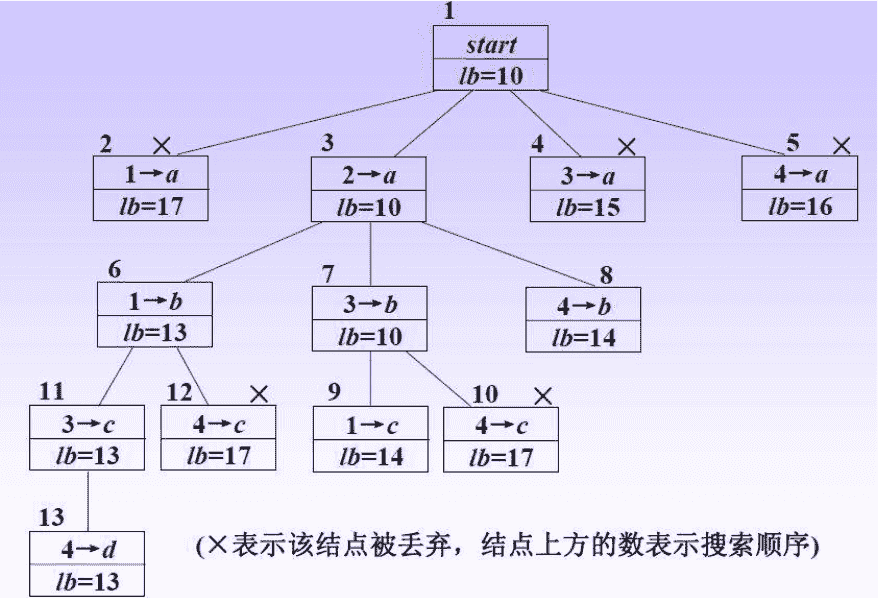 1
start
lb=10
2 × 3 4 × 5 ×
1→a 2→a 3→a 4→a
lb=17 lb=10 lb=15 lb=16
6 7 8
1→b 3→b 4→b
lb=13 lb=10 lb=14
11 12 × 9 10 ×
3→c 4→c 1→c 4→c
lb=13 lb=17 lb=14 lb=17
13
4→d
lb=13
(×表示该结点被丢弃，结点上方的数表示搜索顺序)